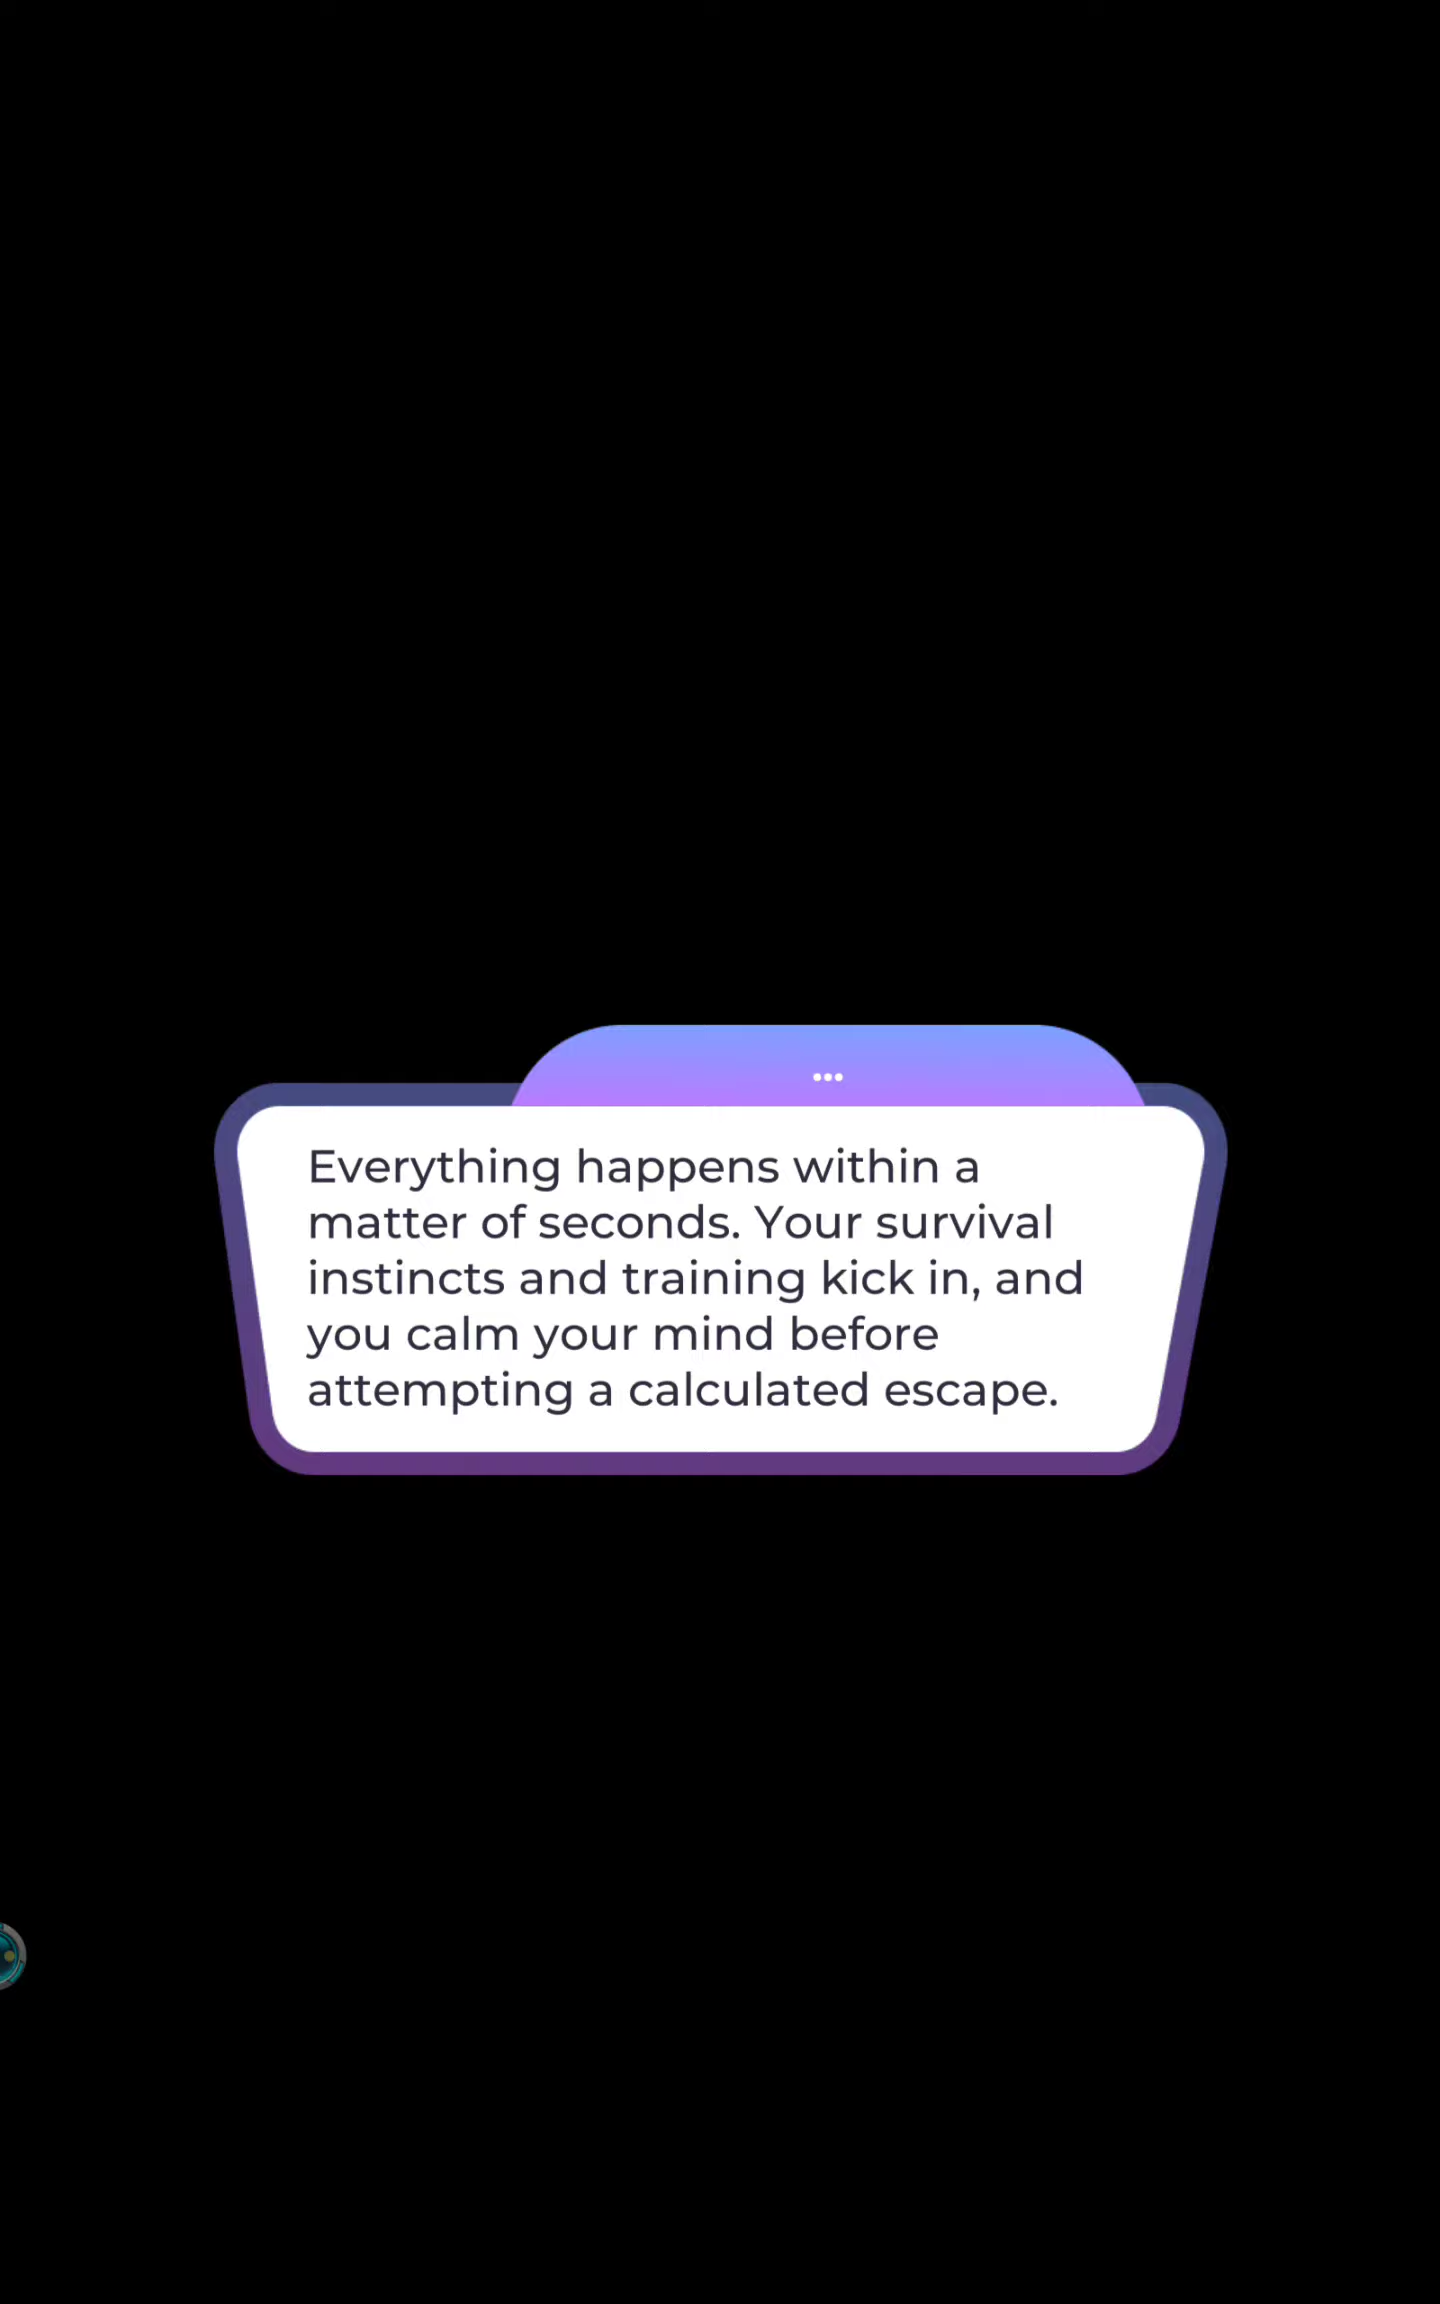 ...
Everything happens within a
matter of seconds. Your survival
instincts and training kick in, and
you calm your mind before
attempting a calculated escape.